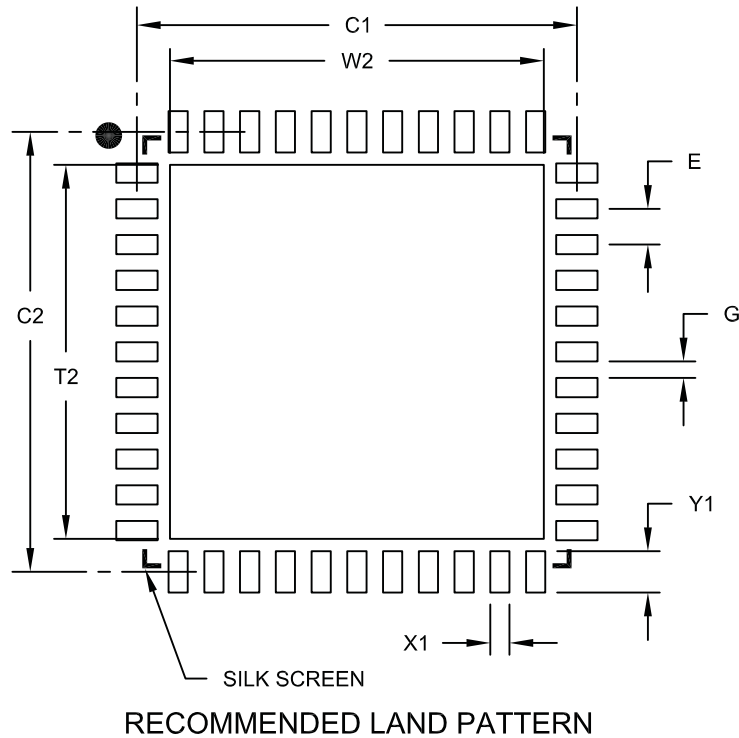 C1
W2
E
C2
G
T2
Y1
X1
SILK SCREEN
RECOMMENDED LAND PATTERN